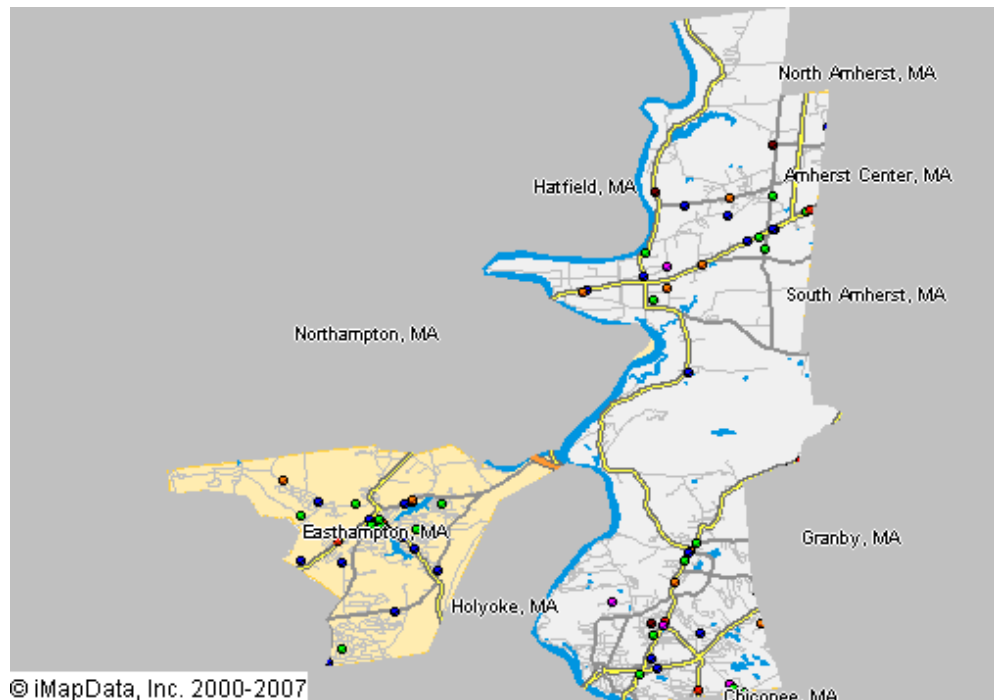 North Amherst, MA
Amherst Center, MA
Hatfield, MA
South Amherst, MA
Northampton, MA
Easthampton, MA
Granby, MA
Holyoke, MA
Chicopee, MA
© iMapData, Inc. 2000-2007